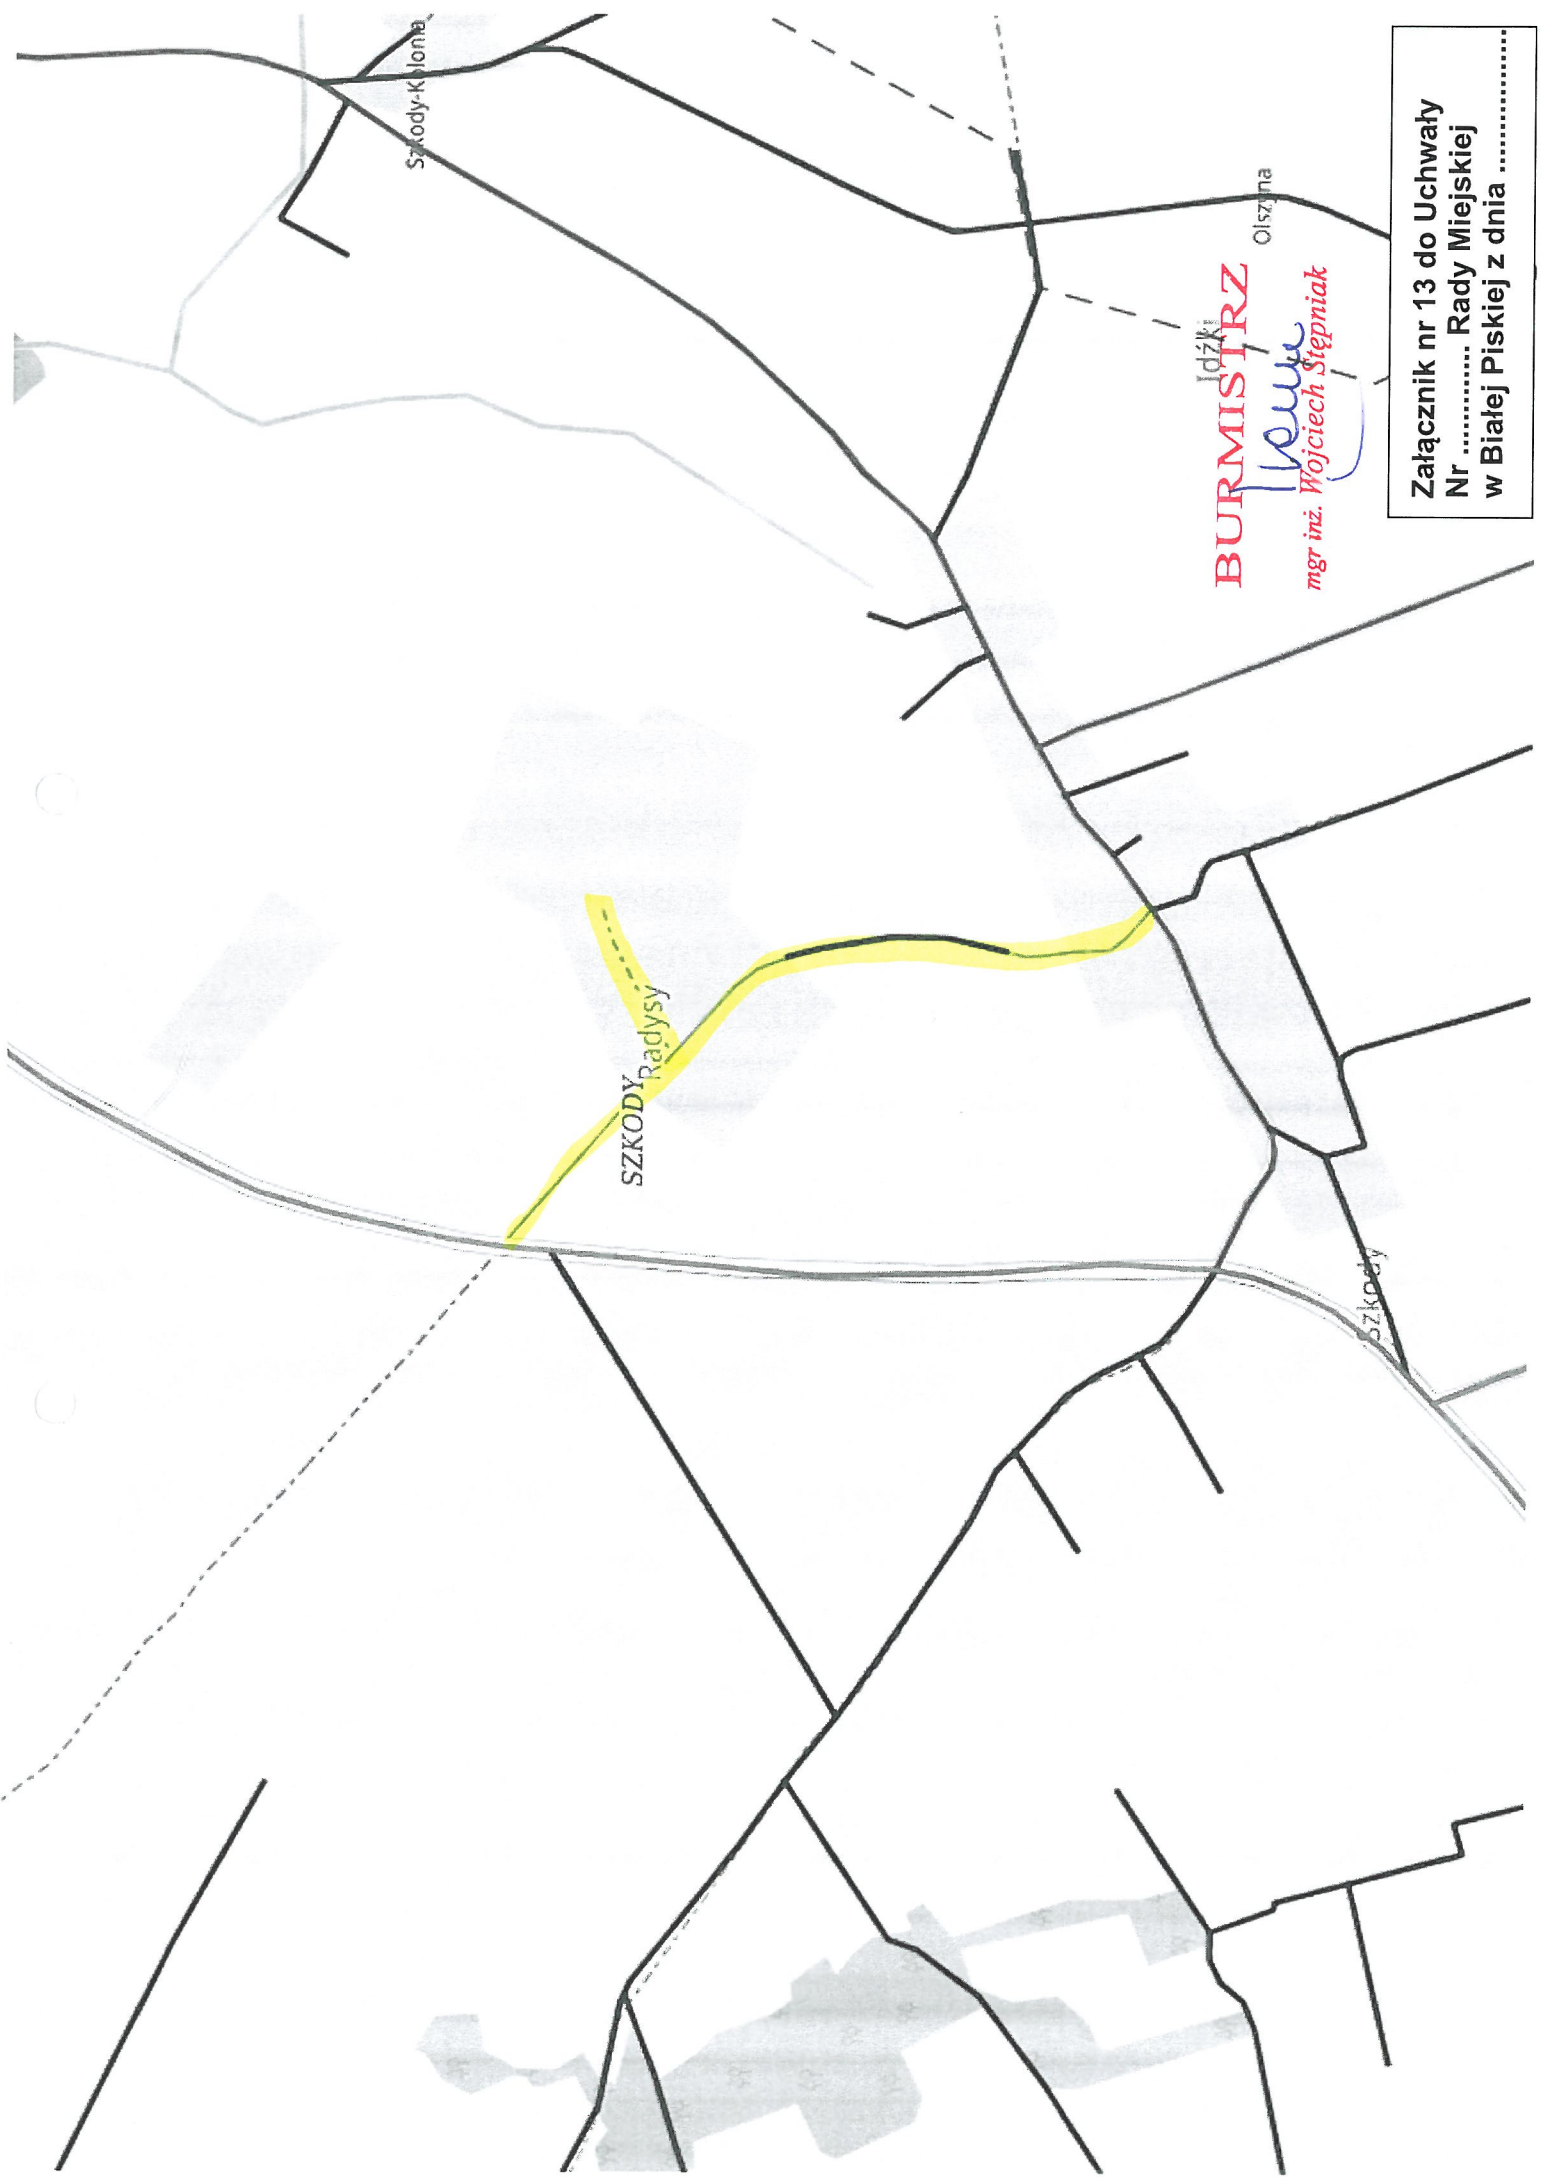 Załącznik nr 13 do Uchwały
Nr ............. Rady Miejskiej
w Białej Piskiej z dnia ....................
Szkody-Kolonia
Olszyna
Idźki
BURMISTRZ
mgr inż. Wojciech Stępniak
Radysy
SZKODY
Szkody